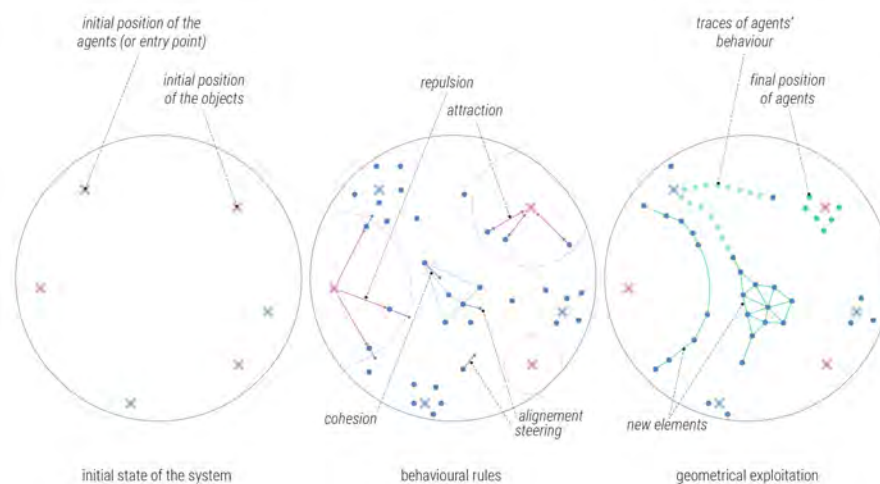 initial position of the
agents (or entry point)
initial position
of the objects
repulsion
attraction
traces of agents'
behaviour
final position
of agents
cohesion
alignement
steering
new elements
initial state of the system
behavioural rules
geometrical exploitation